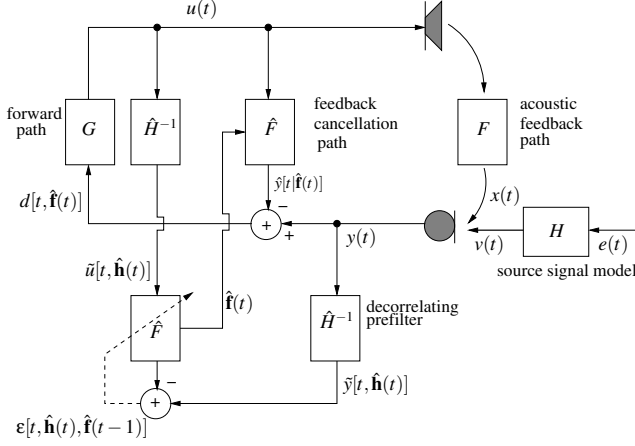 u(t)
forward path
G
Ĥ⁻¹
F̂
feedback cancellation path
F
acoustic feedback path
ŷ[t|f̂(t)]
−
d[t, f̂(t)]
+
+
x(t)
y(t)
v(t)
H
e(t)
source signal model
ũ[t, ĥ(t)]
f̂(t)
F̂
Ĥ⁻¹
decorrelating prefilter
−
ỹ[t, ĥ(t)]
+
ε[t, ĥ(t), f̂(t−1)]